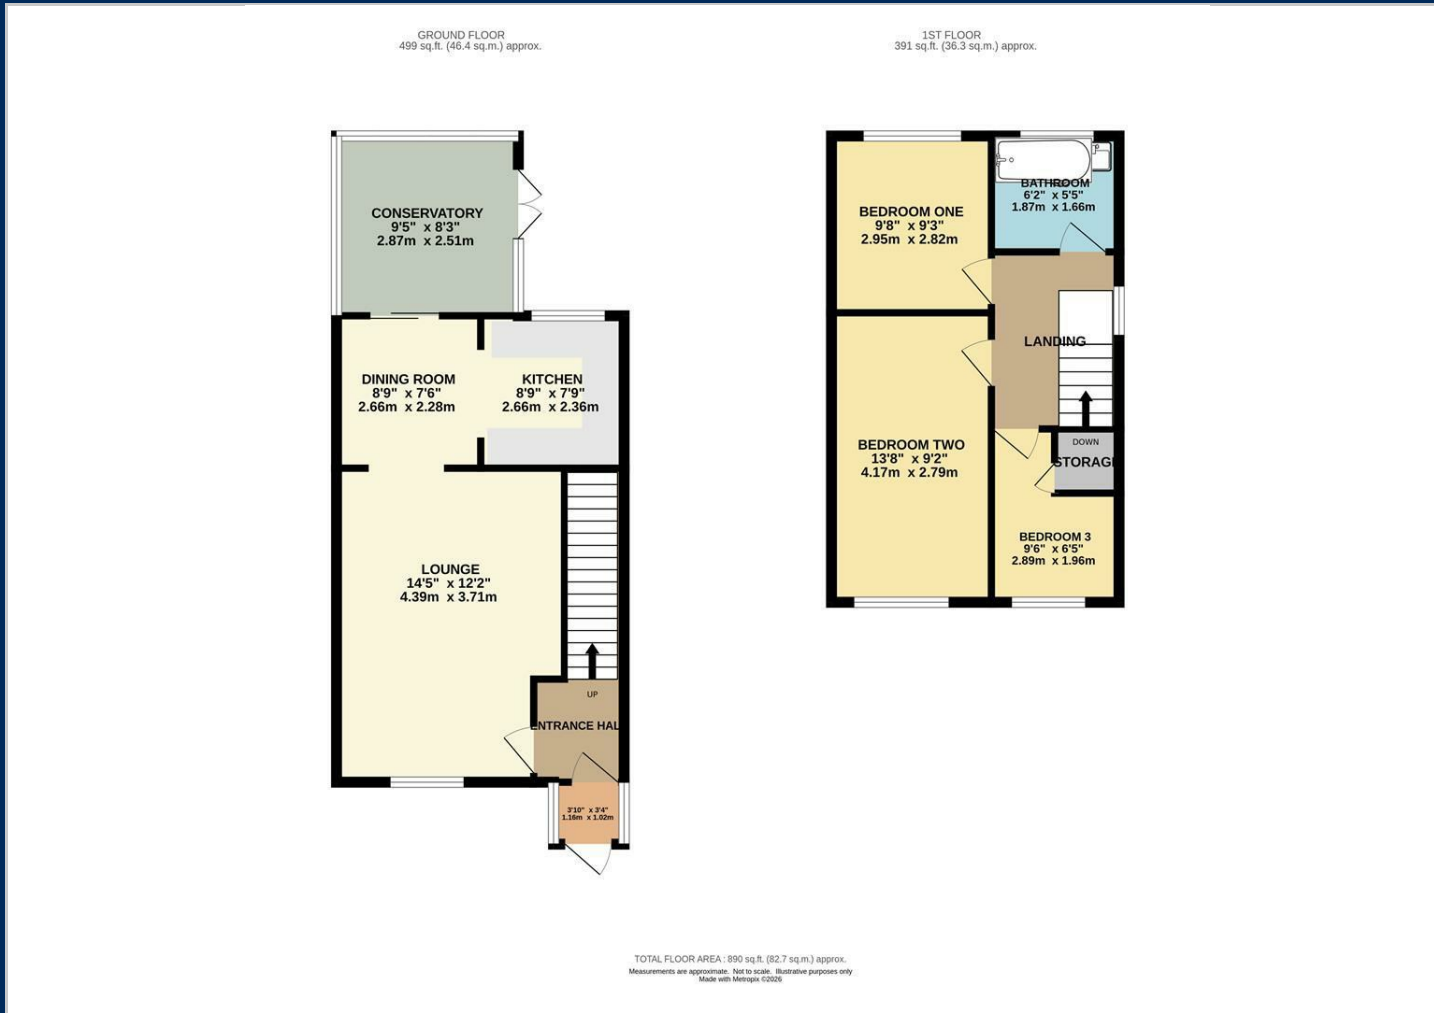 GROUND FLOOR
499 sq.ft. (46.4 sq.m.) approx.
1ST FLOOR
391 sq.ft. (36.3 sq.m.) approx.
CONSERVATORY
9'5" x 8'3"
2.87m x 2.51m
DINING ROOM
8'9" x 7'6"
2.66m x 2.28m
KITCHEN
8'9" x 7'9"
2.66m x 2.36m
LOUNGE
14'5" x 12'2"
4.39m x 3.71m
UP
ENTRANCE HAL
3'10" x 3'4"
1.16m x 1.02m
BEDROOM ONE
9'8" x 9'3"
2.95m x 2.82m
BATHROOM
6'2" x 5'5"
1.87m x 1.66m
LANDING
BEDROOM TWO
13'8" x 9'2"
4.17m x 2.79m
DOWN
STORAGE
BEDROOM 3
9'6" x 6'5"
2.89m x 1.96m
TOTAL FLOOR AREA : 890 sq.ft. (82.7 sq.m.) approx.
Measurements are approximate. Not to scale. Illustrative purposes only
Made with Metropix ©2026